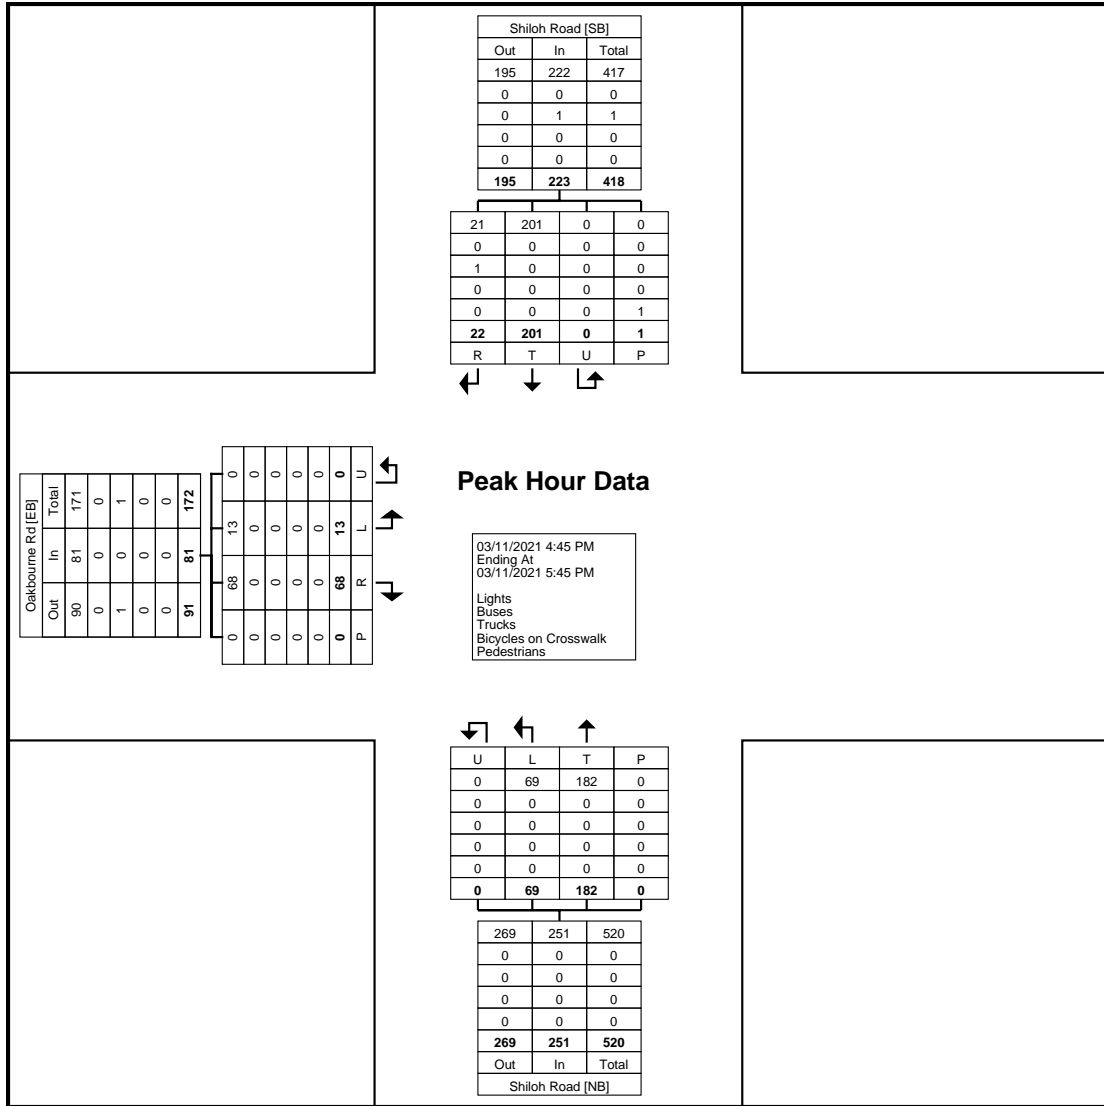 Shiloh Road [SB]
Out In Total
195 222 417
0 0 0
0 1 1
0 0 0
0 0 0
195 223 418
21 201 0 0
0 0 0 0
1 0 0 0
0 0 0 0
0 0 0 1
22 201 0 1
R T U P
Oakbourne Rd [EB]
Out In Total
90 81 171
0 0 0
1 0 1
0 0 0
0 0 0
91 81 172
0 68 13 0
0 0 0 0
0 0 0 0
0 0 0 0
0 0 0 0
0 68 13 0
P R L U
Peak Hour Data
03/11/2021 4:45 PM
Ending At
03/11/2021 5:45 PM
Lights
Buses
Trucks
Bicycles on Crosswalk
Pedestrians
U L T P
0 69 182 0
0 0 0 0
0 0 0 0
0 0 0 0
0 0 0 0
0 69 182 0
269 251 520
0 0 0
0 0 0
0 0 0
0 0 0
269 251 520
Out In Total
Shiloh Road [NB]